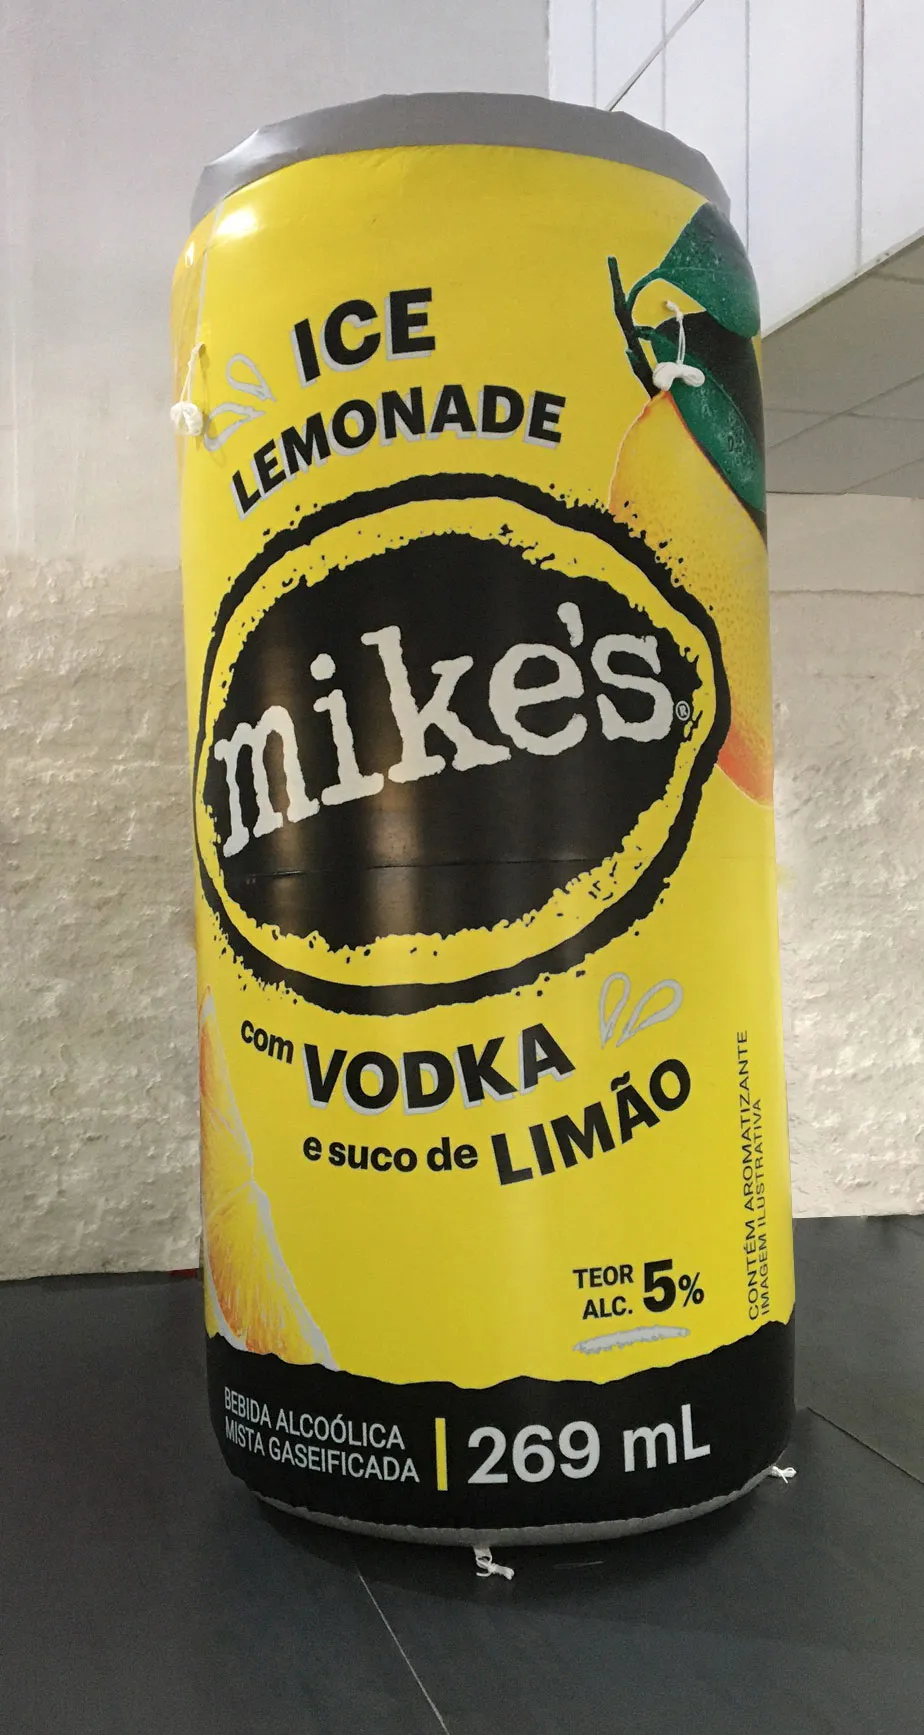 ICE
LEMONADE
mike's®
com VODKA
e suco de LIMÃO
CONTÉM AROMATIZANTE
IMAGEM ILUSTRATIVA
TEOR
ALC. 5%
BEBIDA ALCOÓLICA
MISTA GASEIFICADA
269 mL